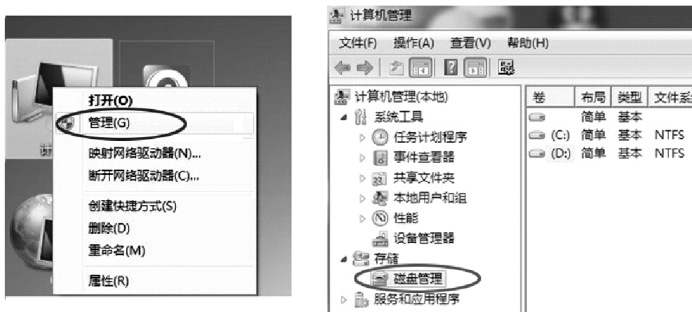 打开(O)
管理(G)
映射网络驱动器(N)...
断开网络驱动器(C)...
创建快捷方式(S)
删除(D)
重命名(M)
属性(R)
计算机管理
文件(F) 操作(A) 查看(V) 帮助(H)
计算机管理(本地)
系统工具
任务计划程序
事件查看器
共享文件夹
本地用户和组
性能
设备管理器
存储
磁盘管理
服务和应用程序
卷 布局 类型 文件系
简单 基本
(C:) 简单 基本 NTFS
(D:) 简单 基本 NTFS